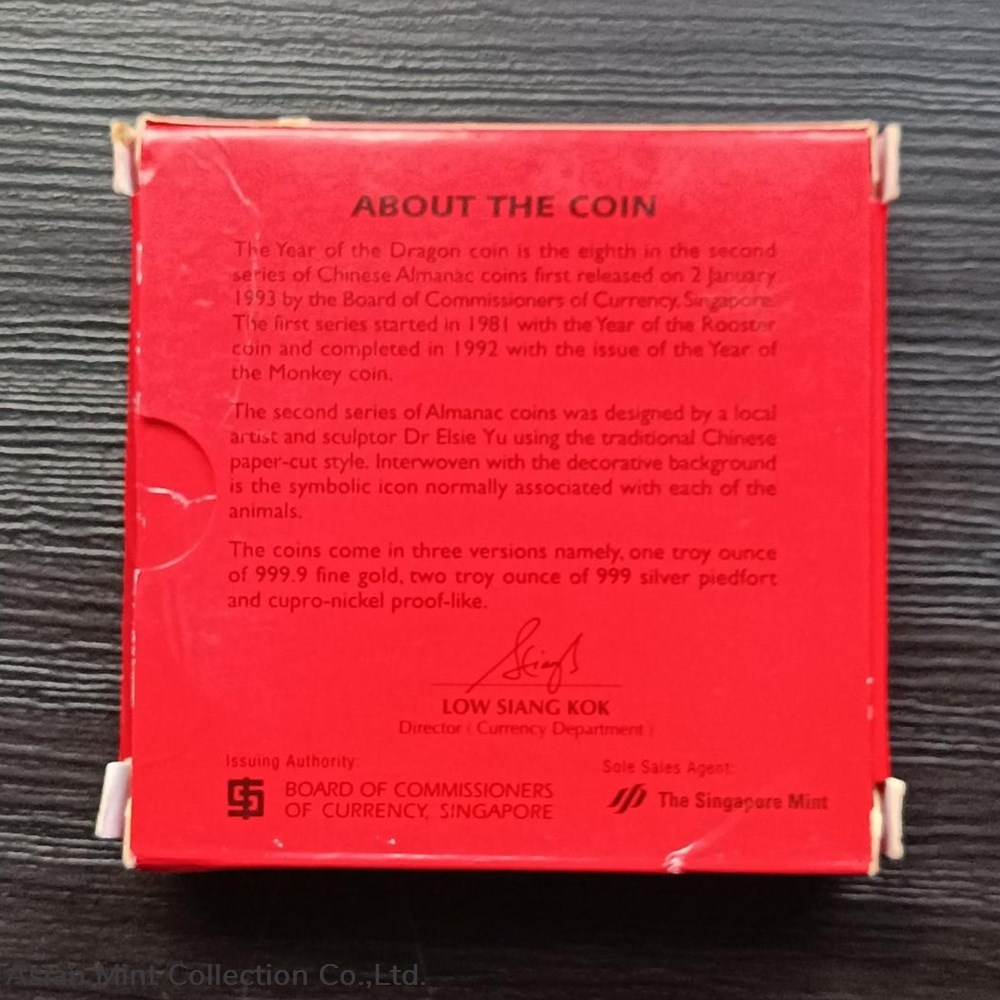 ABOUT THE COIN
The Year of the Dragon coin is the eighth in the second
series of Chinese Almanac coins first released on 2 January
1993 by the Board of Commissioners of Currency, Singapore.
The first series started in 1981 with the Year of the Rooster
coin and completed in 1992 with the issue of the Year of
the Monkey coin.
The second series of Almanac coins was designed by a local
artist and sculptor Dr Elsie Yu using the traditional Chinese
paper-cut style. Interwoven with the decorative background
is the symbolic icon normally associated with each of the
animals.
The coins come in three versions namely, one troy ounce
of 999.9 fine gold, two troy ounce of 999 silver piedfort
and cupro-nickel proof-like.
LOW SIANG KOK
Director ( Currency Department )
Issuing Authority:
BOARD OF COMMISSIONERS
OF CURRENCY, SINGAPORE
Sole Sales Agent:
The Singapore Mint
Asian Mint Collection Co.,Ltd.